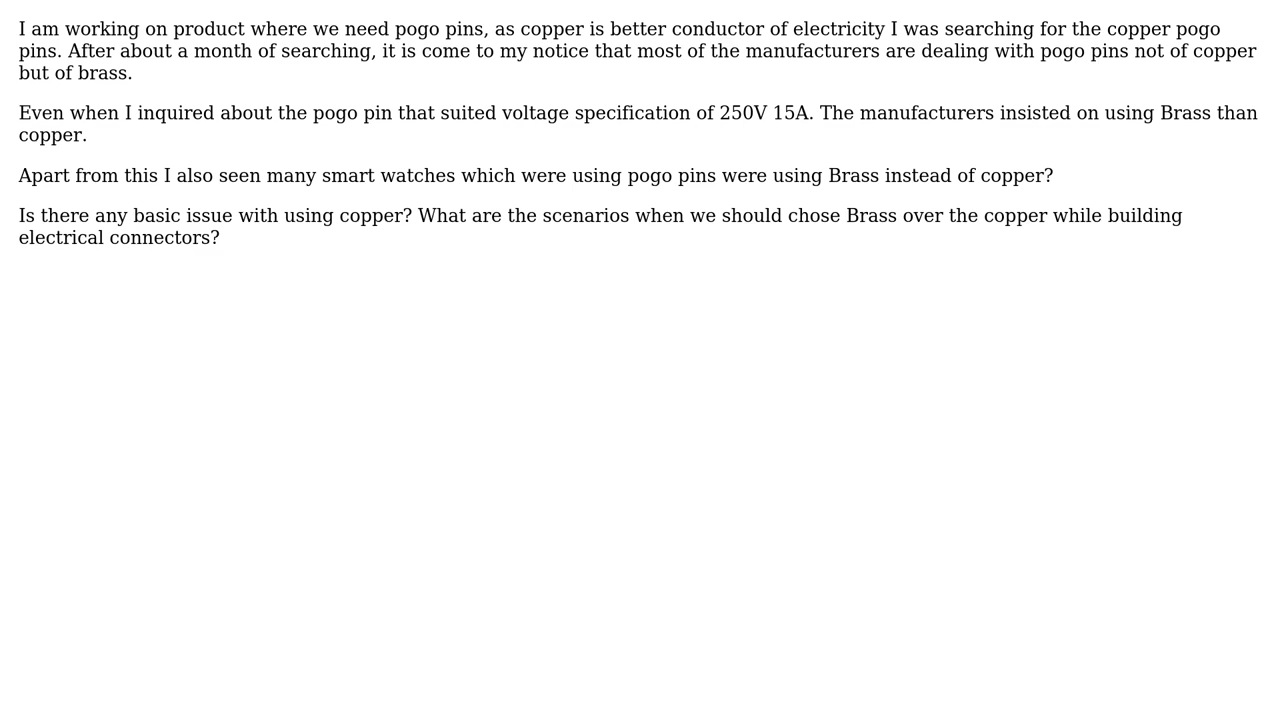 I am working on product where we need pogo pins, as copper is better conductor of electricity I was searching for the copper pogo
pins. After about a month of searching, it is come to my notice that most of the manufacturers are dealing with pogo pins not of copper
but of brass.
Even when I inquired about the pogo pin that suited voltage specification of 250V 15A. The manufacturers insisted on using Brass than
copper.
Apart from this I also seen many smart watches which were using pogo pins were using Brass instead of copper?
Is there any basic issue with using copper? What are the scenarios when we should chose Brass over the copper while building
electrical connectors?